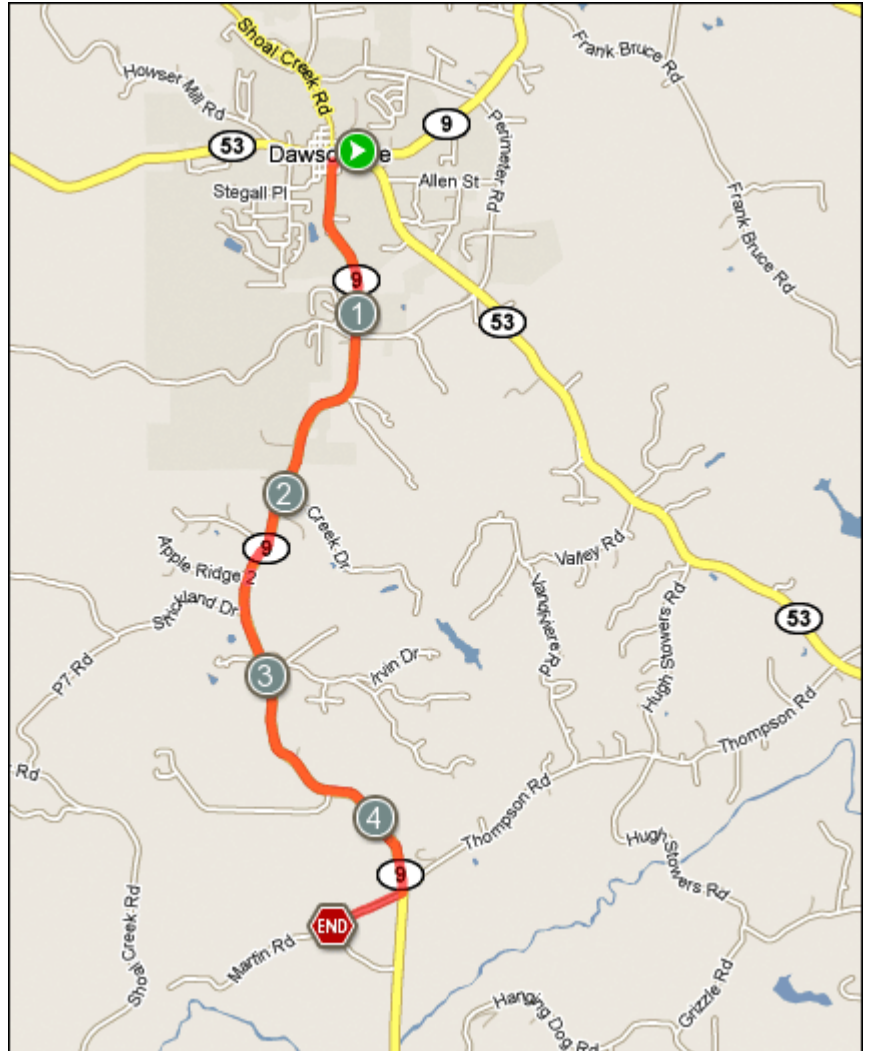 Shoal Creek Rd
Frank Bruce Rd
Howser Mill Rd
9
Perimeter Rd
53
Dawso e
Allen St
Stegall Pl
Frank Bruce Rd
9
1
53
2
Creek Dr
9
Valley Rd
Apple Ridge 2
Vandiviere Rd
Hugh Stowers Rd
land Dr
53
Irvin Dr
P7 Rd
3
Thompson Rd
Rd
4
Thompson Rd
Hugh Stowers Rd
9
END
Martin Rd
Shoal Creek Rd
Grizzle Rd
Hanging Dog Rd